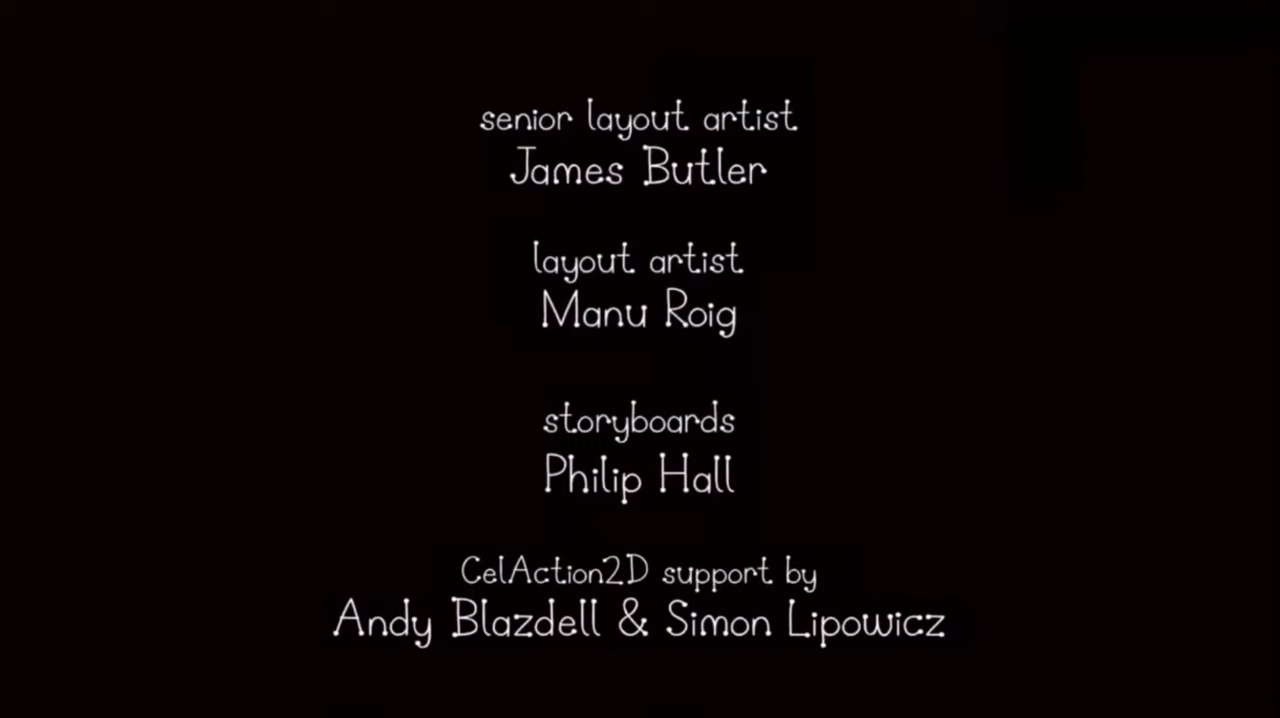 senior layout artist
James Butler
layout artist
Manu Roig
storyboards
Philip Hall
CelAction2D support by
Andy Blazdell & Simon Lipowicz